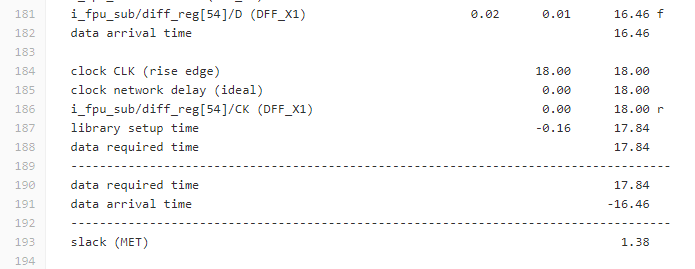 181 i_fpu_sub/diff_reg[54]/D (DFF_X1) 0.02 0.01 16.46 f
182 data arrival time 16.46
183
184 clock CLK (rise edge) 18.00 18.00
185 clock network delay (ideal) 0.00 18.00
186 i_fpu_sub/diff_reg[54]/CK (DFF_X1) 0.00 18.00 r
187 library setup time -0.16 17.84
188 data required time 17.84
189 ---------------------------------------------------------------------------
190 data required time 17.84
191 data arrival time -16.46
192 ---------------------------------------------------------------------------
193 slack (MET) 1.38
194